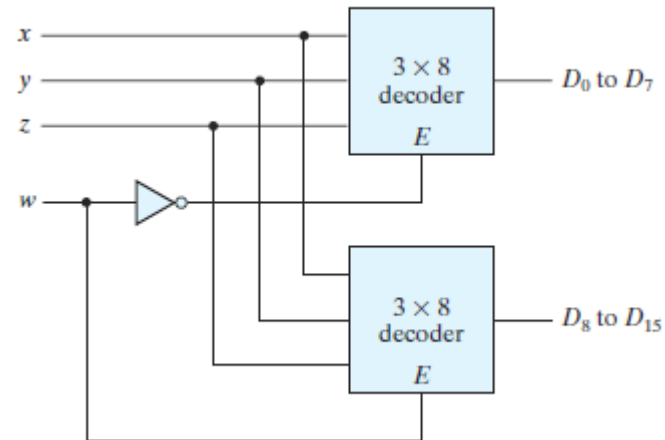 x
y
z
w
3 × 8
decoder
E
D₀ to D₇
3 × 8
decoder
E
D₈ to D₁₅